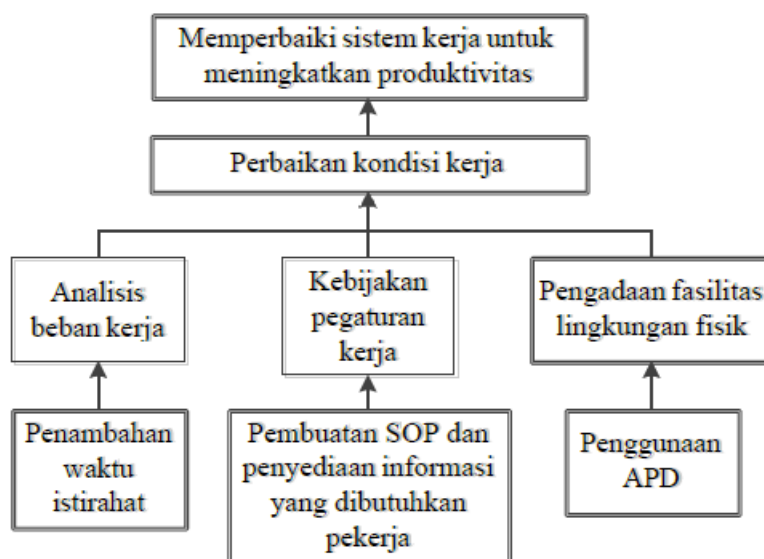 Memperbaiki sistem kerja untuk
meningkatkan produktivitas
Perbaikan kondisi kerja
Analisis
beban kerja
Kebijakan
pegaturan
kerja
Pengadaan fasilitas
lingkungan fisik
Penambahan
waktu
istirahat
Pembuatan SOP dan
penyediaan informasi
yang dibutuhkan
pekerja
Penggunaan
APD